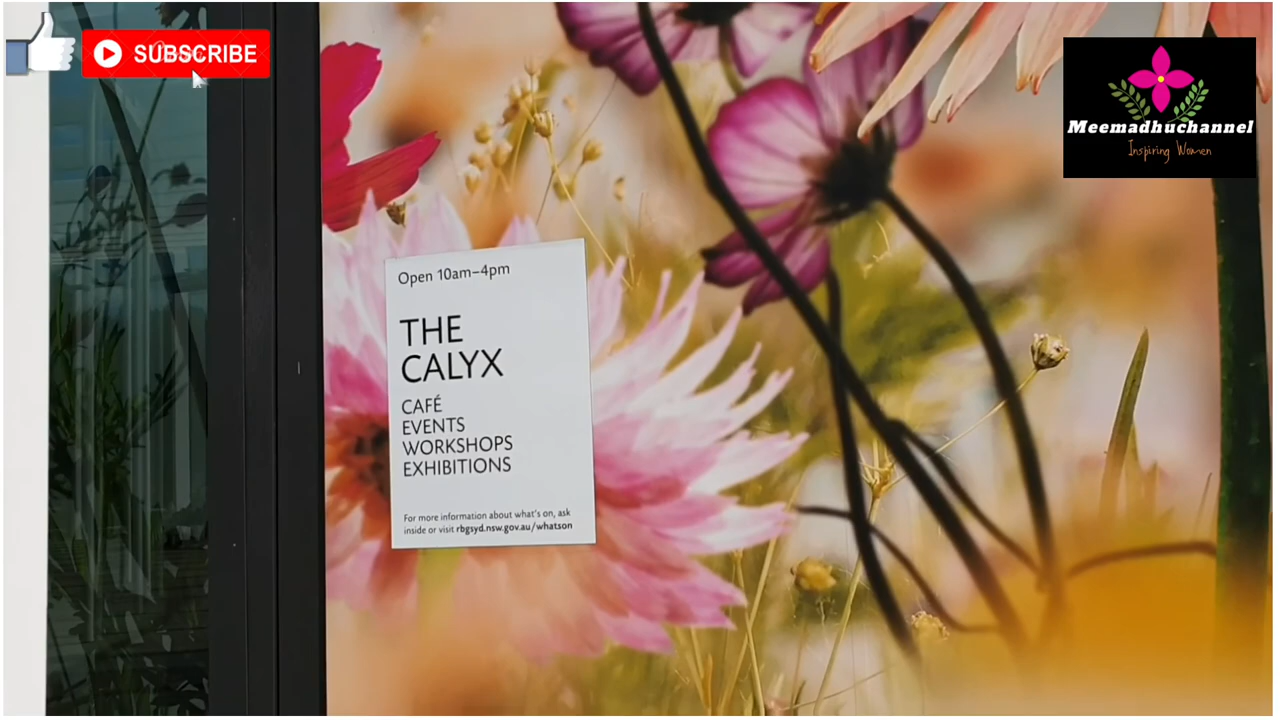 SUBSCRIBE
Meemadhuchannel
Inspiring Women
Open 10am–4pm
THE
CALYX
CAFÉ
EVENTS
WORKSHOPS
EXHIBITIONS
For more information about what's on, ask
inside or visit rbgsyd.nsw.gov.au/whatson